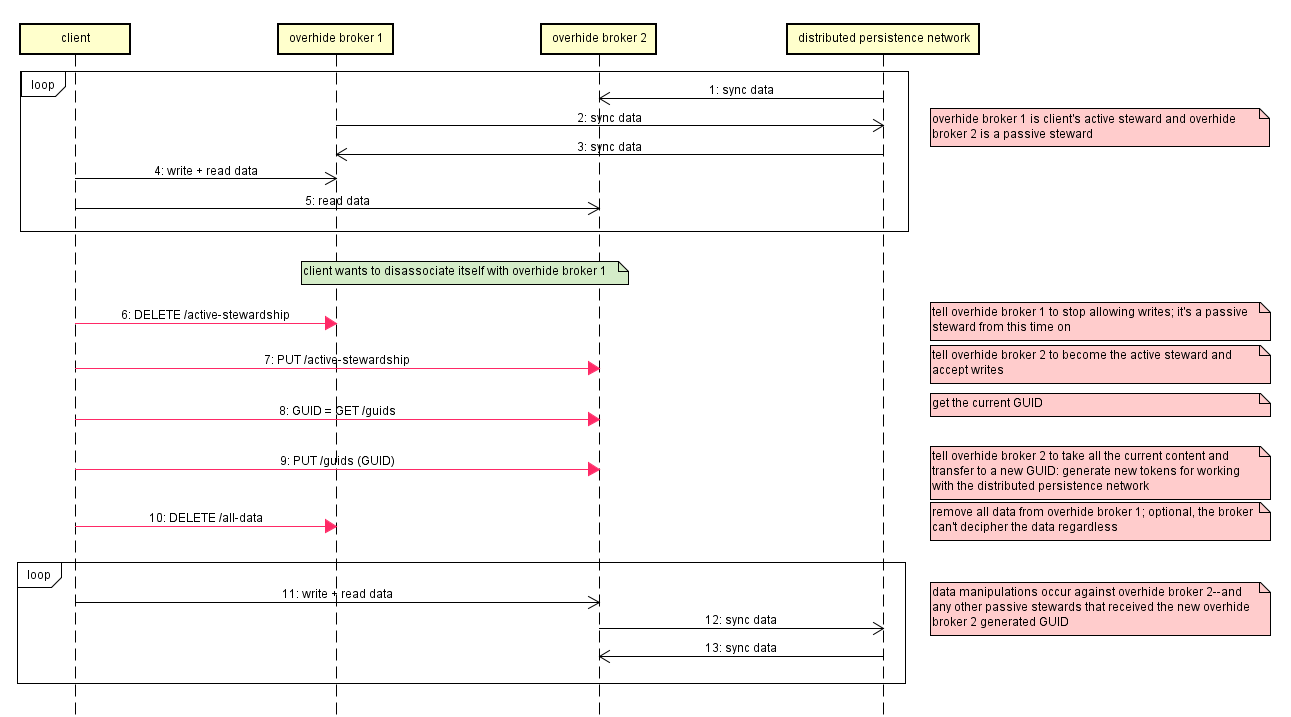 client
overhide broker 1
overhide broker 2
distributed persistence network
loop
1: sync data
2: sync data
overhide broker 1 is client's active steward and overhide
broker 2 is a passive steward
3: sync data
4: write + read data
5: read data
client wants to disassociate itself with overhide broker 1
6: DELETE /active-stewardship
tell overhide broker 1 to stop allowing writes; it's a passive
steward from this time on
7: PUT /active-stewardship
tell overhide broker 2 to become the active steward and
accept writes
8: GUID = GET /guids
get the current GUID
9: PUT /guids (GUID)
tell overhide broker 2 to take all the current content and
transfer to a new GUID: generate new tokens for working
with the distributed persistence network
10: DELETE /all-data
remove all data from overhide broker 1; optional, the broker
can't decipher the data regardless
loop
11: write + read data
data manipulations occur against overhide broker 2--and
any other passive stewards that received the new overhide
broker 2 generated GUID
12: sync data
13: sync data